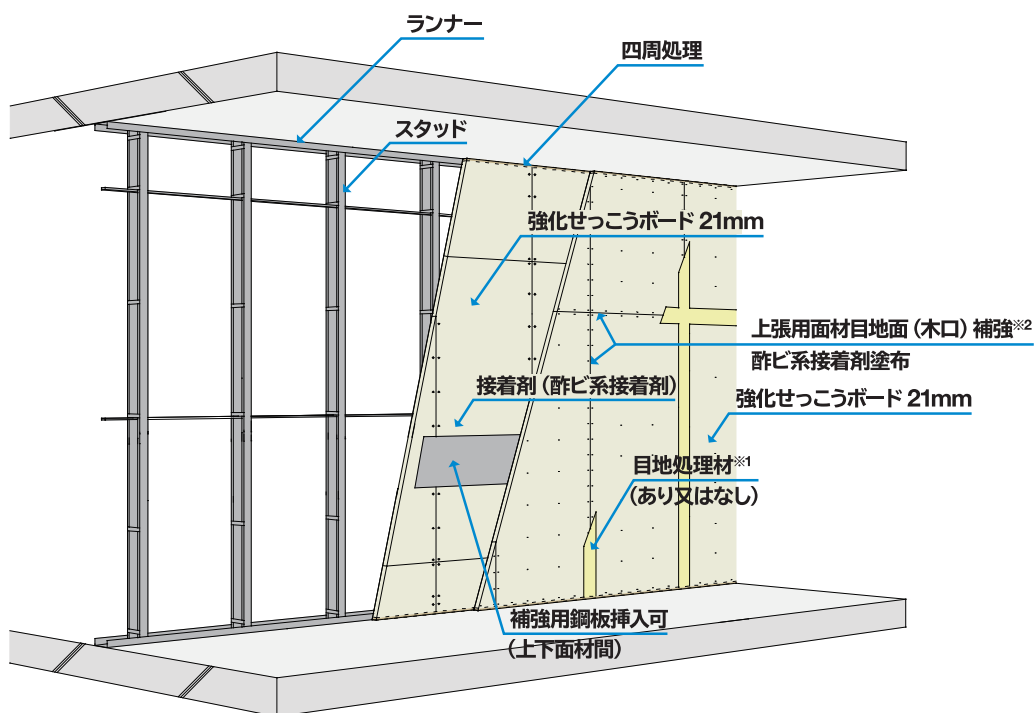 ランナー
四周処理
スタッド
強化せっこうボード 21mm
上張用面材目地面（木口）補強※2
酢ビ系接着剤塗布
接着剤（酢ビ系接着剤）
強化せっこうボード 21mm
目地処理材※1
（あり又はなし）
補強用鋼板挿入可
（上下面材間）